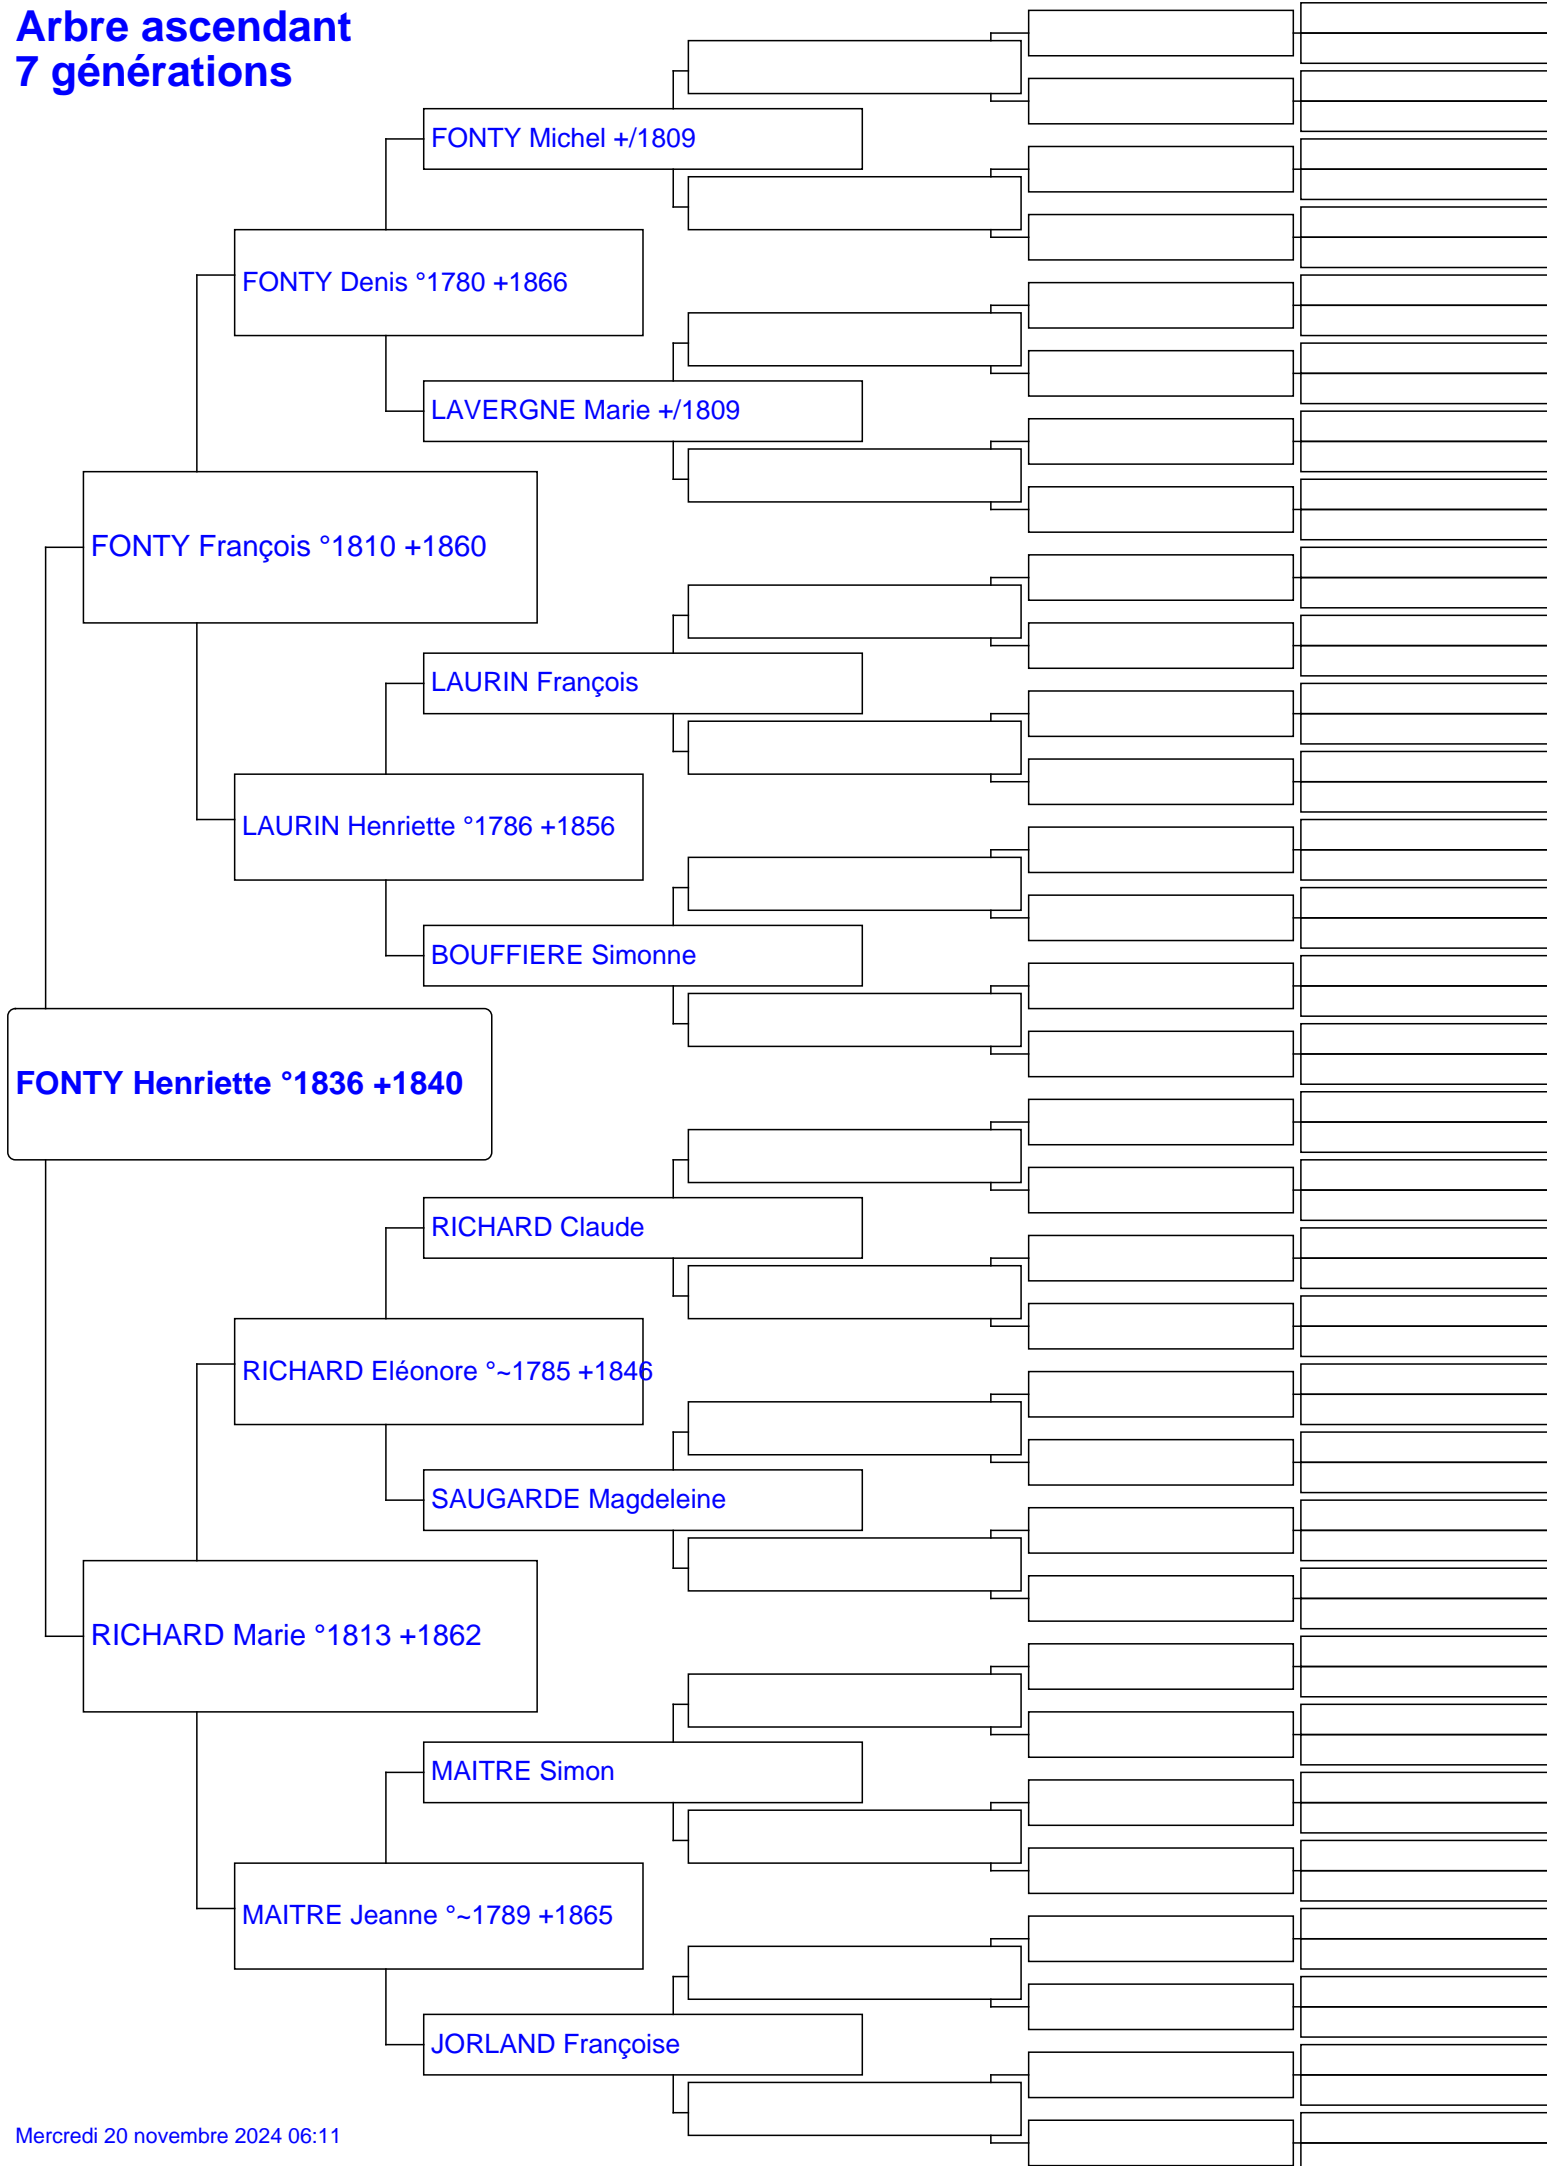 Arbre ascendant
7 générations
FONTY Michel +/1809
FONTY Denis °1780 +1866
LAVERGNE Marie +/1809
FONTY François °1810 +1860
LAURIN François
LAURIN Henriette °1786 +1856
BOUFFIERE Simonne
FONTY Henriette °1836 +1840
RICHARD Claude
RICHARD Eléonore °~1785 +1846
SAUGARDE Magdeleine
RICHARD Marie °1813 +1862
MAITRE Simon
MAITRE Jeanne °~1789 +1865
JORLAND Françoise
Mercredi 20 novembre 2024 06:11